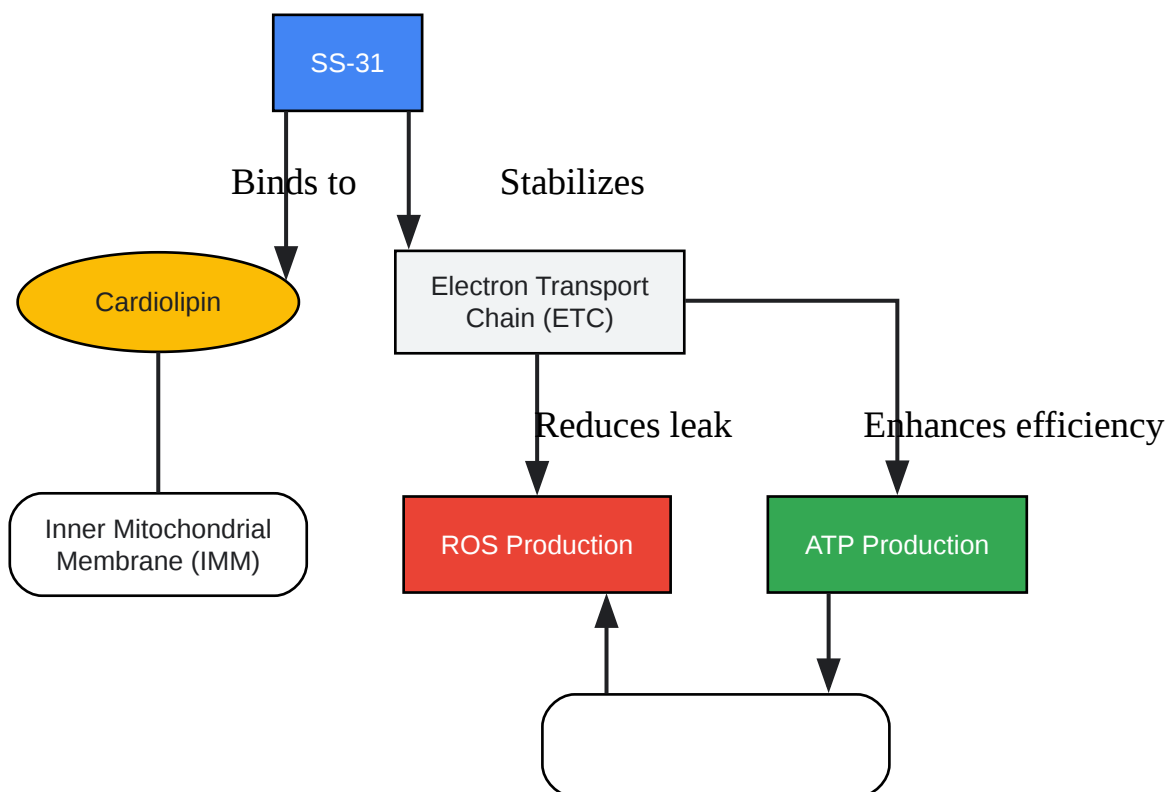 SS-31
Binds to
Stabilizes
Cardiolipin
Electron Transport
Chain (ETC)
Reduces leak
Enhances efficiency
Inner Mitochondrial
Membrane (IMM)
ROS Production
ATP Production